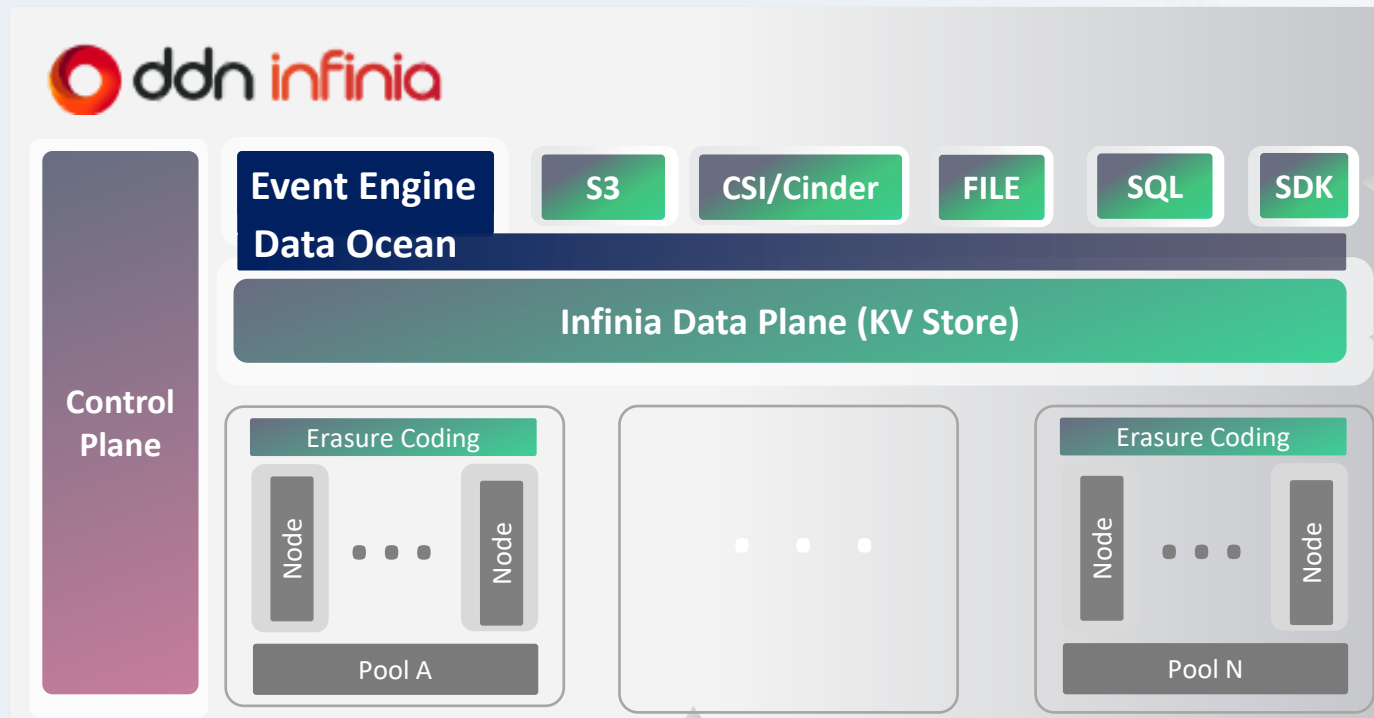 ddn infinia
Event Engine
S3
CSI/Cinder
FILE
SQL
SDK
Data Ocean
Infinia Data Plane (KV Store)
Control
Plane
Erasure Coding
Node
Node
Pool A
Erasure Coding
Node
Node
Pool N